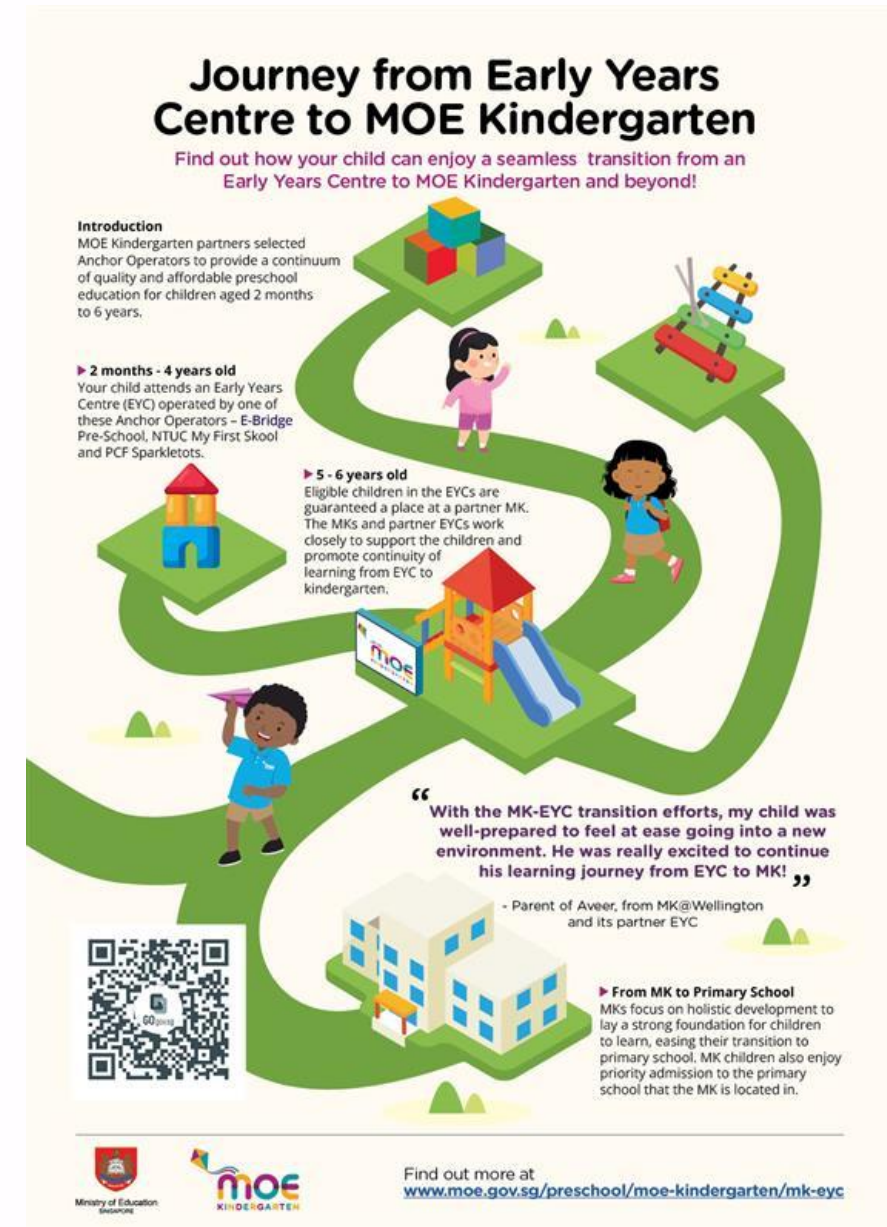 Journey from Early Years
Centre to MOE Kindergarten
Find out how your child can enjoy a seamless transition from an
Early Years Centre to MOE Kindergarten and beyond!
Introduction
MOE Kindergarten partners selected
Anchor Operators to provide a continuum
of quality and affordable preschool
education for children aged 2 months
to 6 years.
2 months - 4 years old
Your child attends an Early Years
Centre (EYC) operated by one of
these Anchor Operators – E-Bridge
Pre-School, NTUC My First Skool
and PCF Sparkletots.
5 - 6 years old
Eligible children in the EYCs are
guaranteed a place at a partner MK.
The MKs and partner EYCs work
closely to support the children and
promote continuity of
learning from EYC to
kindergarten.
moe
KINDERGARTEN
“With the MK-EYC transition efforts, my child was
well-prepared to feel at ease going into a new
environment. He was really excited to continue
his learning journey from EYC to MK!”
- Parent of Aveer, from MK@Wellington
and its partner EYC
GO.gov.sg
From MK to Primary School
MKs focus on holistic development to
lay a strong foundation for children
to learn, easing their transition to
primary school. MK children also enjoy
priority admission to the primary
school that the MK is located in.
Ministry of Education
SINGAPORE
moe
KINDERGARTEN
Find out more at
www.moe.gov.sg/preschool/moe-kindergarten/mk-eyc